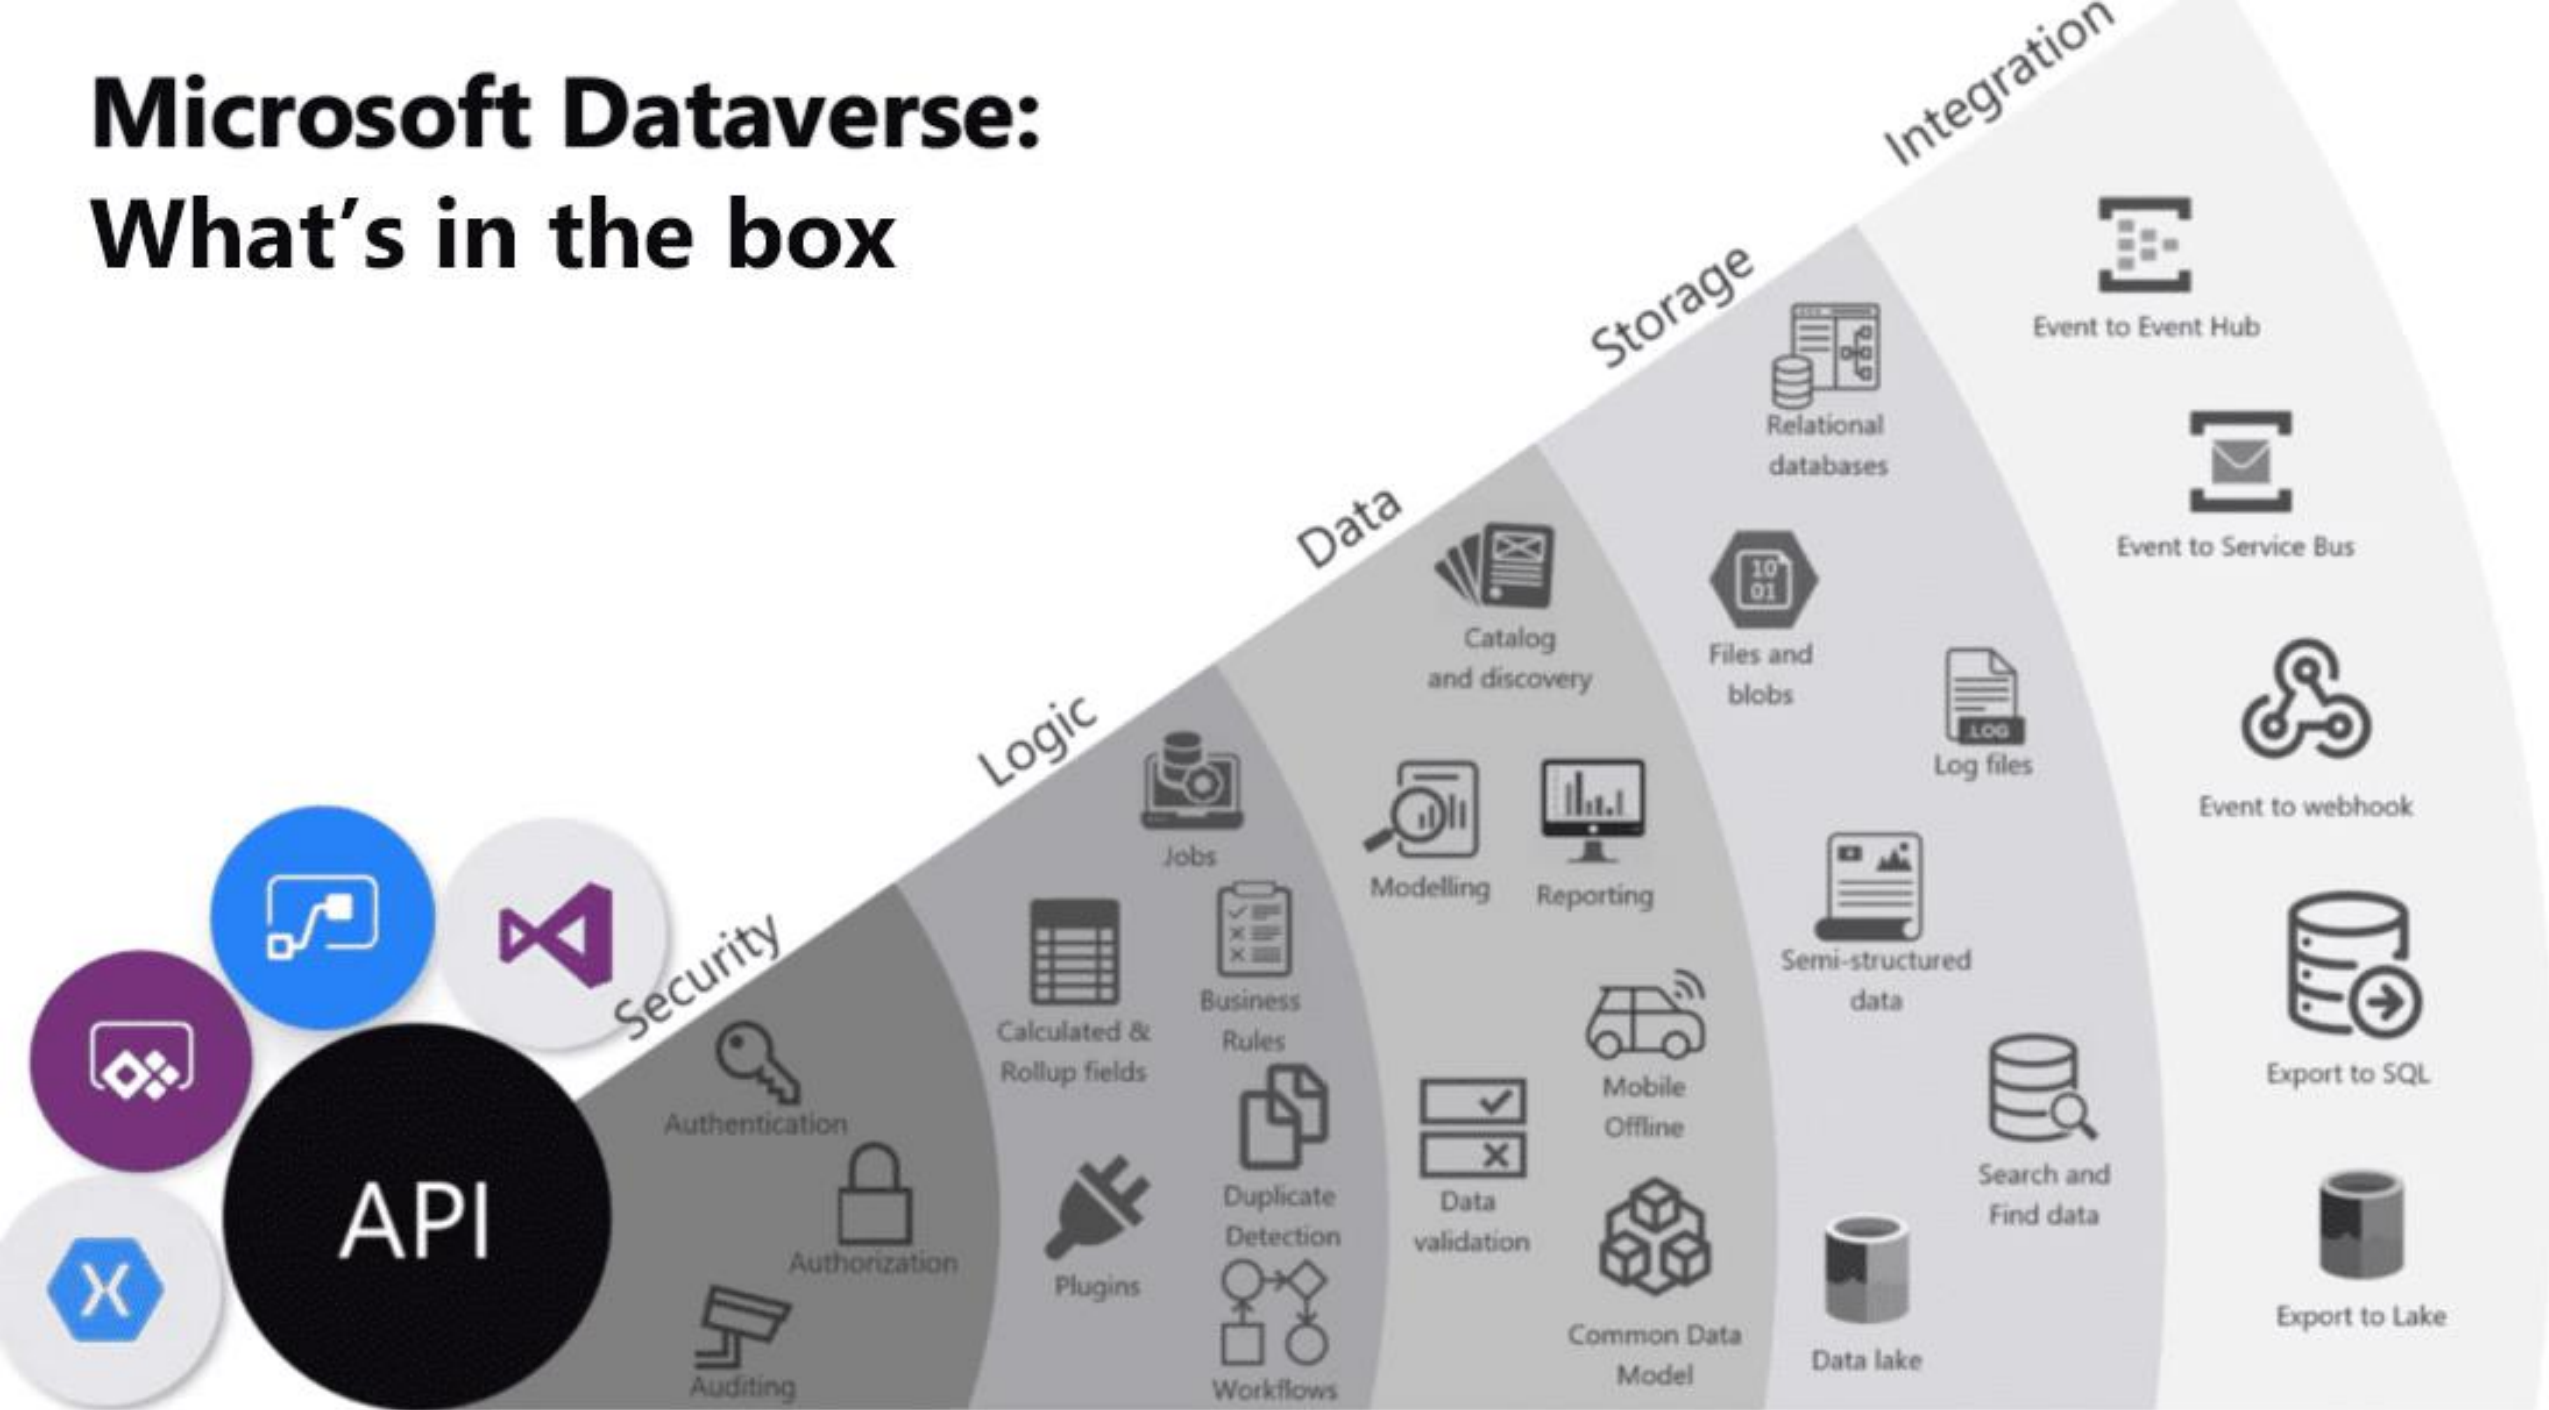 Microsoft Dataverse:
What's in the box
API
Security
Authentication
Authorization
Auditing
Logic
Jobs
Calculated &
Rollup fields
Business
Rules
Plugins
Duplicate
Detection
Workflows
Data
Catalog
and discovery
Modelling
Reporting
Mobile
Offline
Data
validation
Common Data
Model
Storage
Relational
databases
10
01
Files and
blobs
LOG
Log files
Semi-structured
data
Search and
Find data
Data lake
Integration
Event to Event Hub
Event to Service Bus
Event to webhook
Export to SQL
Export to Lake